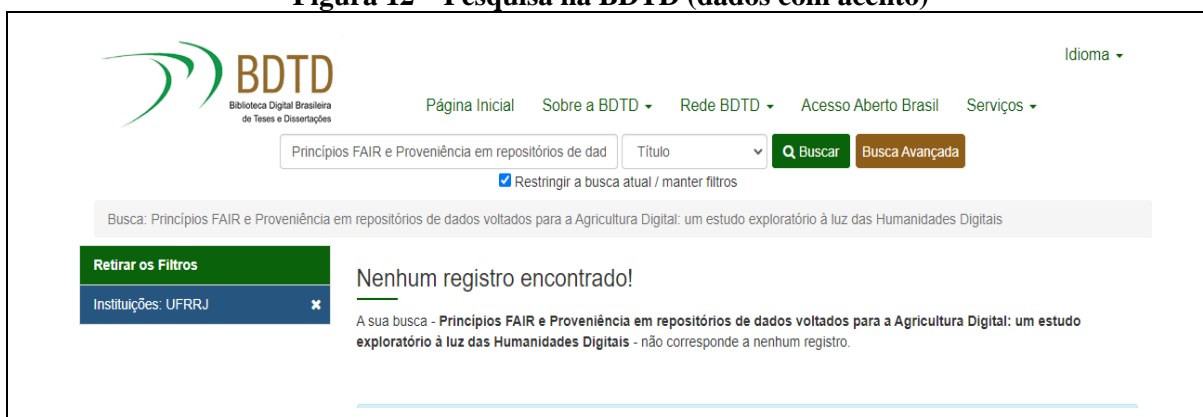 Figura 12 – Pesquisa na BDTD (dados com acento)
Idioma
BDTD
Biblioteca Digital Brasileira
de Teses e Dissertações
Página Inicial Sobre a BDTD Rede BDTD Acesso Aberto Brasil Serviços
Princípios FAIR e Proveniência em repositórios de dad Título Buscar Busca Avançada
Restringir a busca atual / manter filtros
Busca: Princípios FAIR e Proveniência em repositórios de dados voltados para a Agricultura Digital: um estudo exploratório à luz das Humanidades Digitais
Retirar os Filtros
Instituições: UFRRJ
Nenhum registro encontrado!
A sua busca - Princípios FAIR e Proveniência em repositórios de dados voltados para a Agricultura Digital: um estudo
exploratório à luz das Humanidades Digitais - não corresponde a nenhum registro.